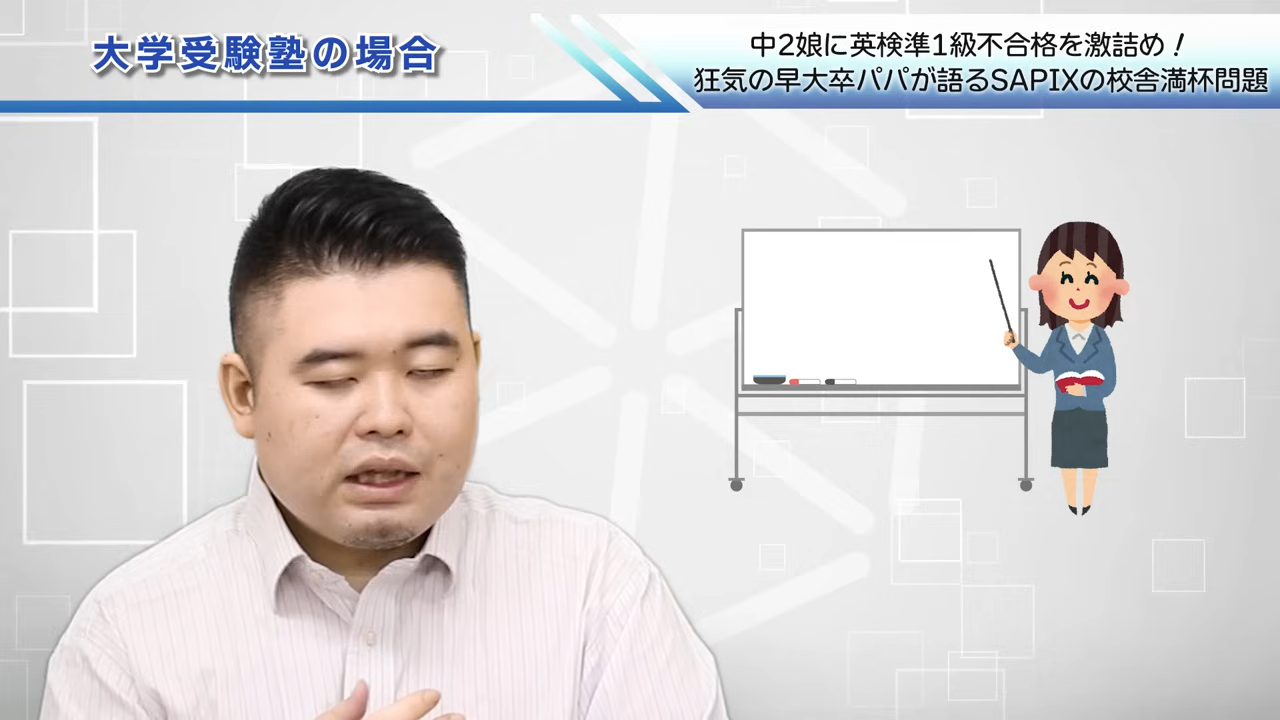 大学受験塾の場合
中2娘に英検準1級不合格を激詰め！
狂気の早大卒パパが語るSAPIXの校舎満杯問題